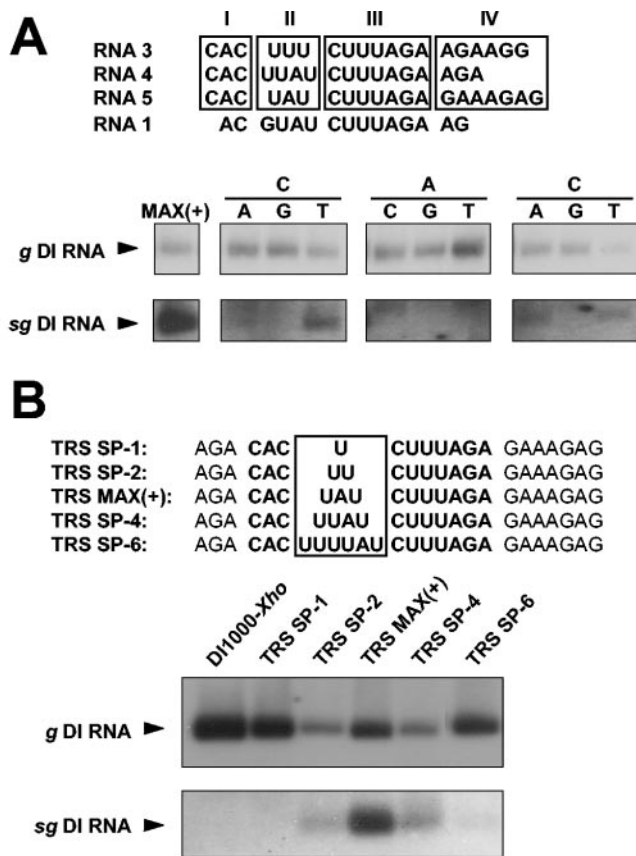 A
I II III IV
RNA 3 CAC UUU CUUUAGA AGAAGG
RNA 4 CAC UUAU CUUUAGA AGA
RNA 5 CAC UAU CUUUAGA GAAAGAG
RNA 1 AC GUAU CUUUAGA AG
C A C
MAX(+) A G T C G T A G T
g DI RNA ►
sg DI RNA ►
B
TRS SP-1: AGA CAC U CUUUAGA GAAAGAG
TRS SP-2: AGA CAC UU CUUUAGA GAAAGAG
TRS MAX(+): AGA CAC UAU CUUUAGA GAAAGAG
TRS SP-4: AGA CAC UUAU CUUUAGA GAAAGAG
TRS SP-6: AGA CAC UUUUAU CUUUAGA GAAAGAG
DI1000-Xho TRS SP-1 TRS SP-2 TRS MAX(+) TRS SP-4 TRS SP-6
g DI RNA ►
sg DI RNA ►